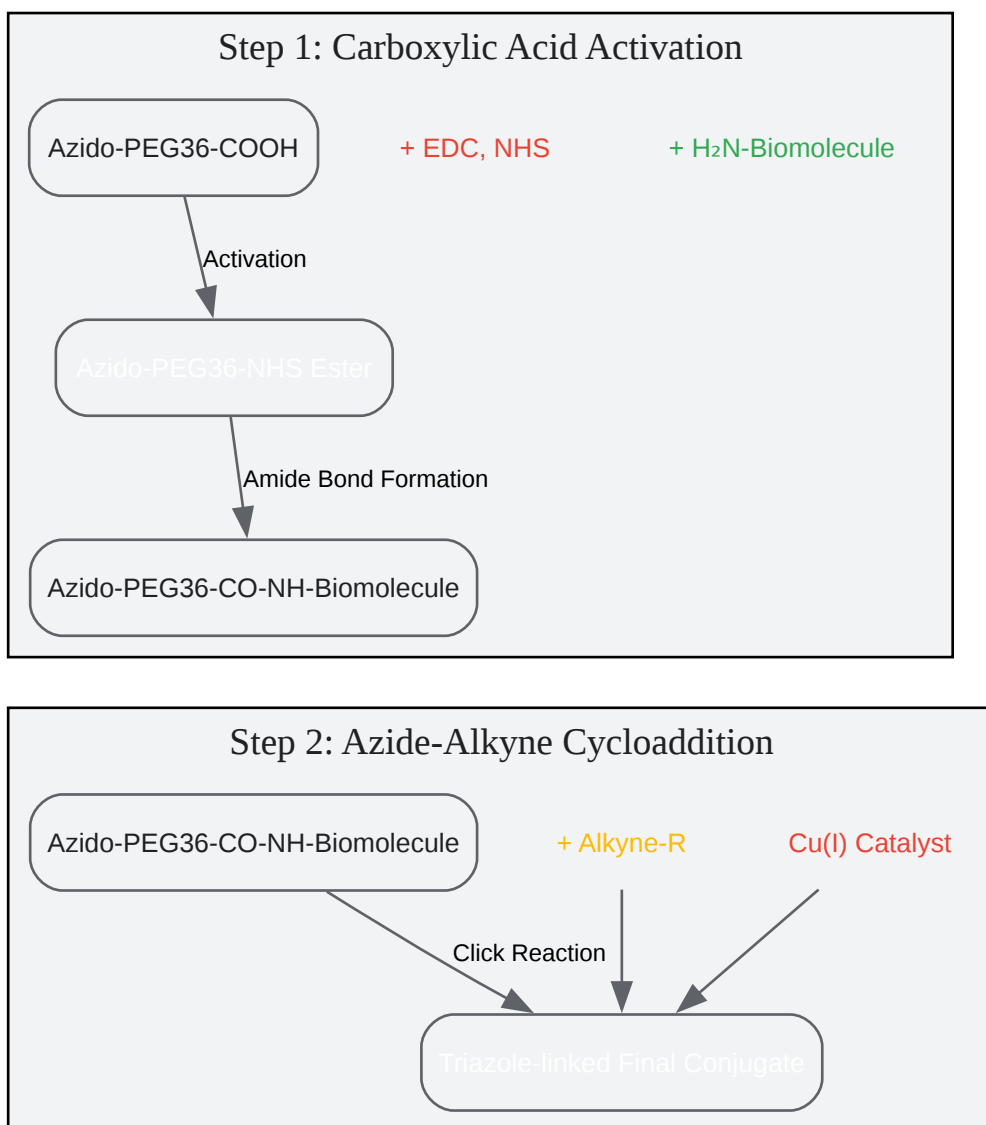 Step 1: Carboxylic Acid Activation
Azido-PEG36-COOH
+ EDC, NHS
+ H₂N-Biomolecule
Activation
Azido-PEG36-NHS Ester
Amide Bond Formation
Azido-PEG36-CO-NH-Biomolecule
Step 2: Azide-Alkyne Cycloaddition
Azido-PEG36-CO-NH-Biomolecule
+ Alkyne-R
Cu(I) Catalyst
Click Reaction
Triazole-linked Final Conjugate